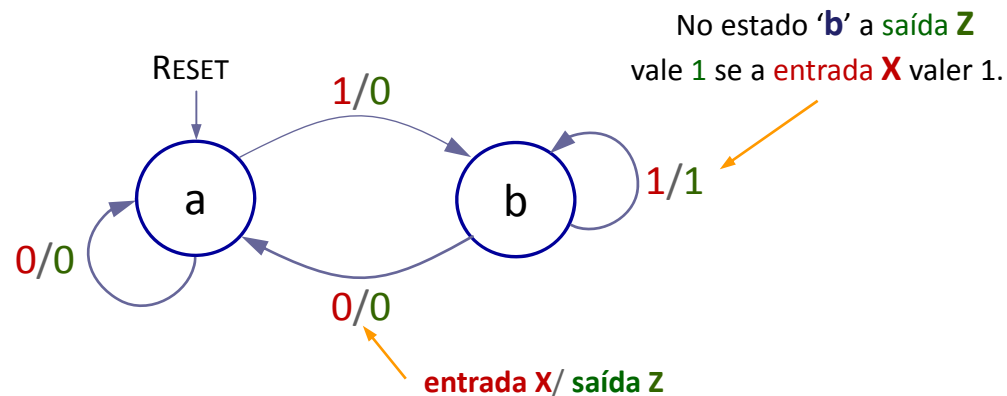 No estado ‘b’ a saída Z
vale 1 se a entrada X valer 1.
RESET
1/0
a
b
1/1
0/0
0/0
entrada X/ saída Z